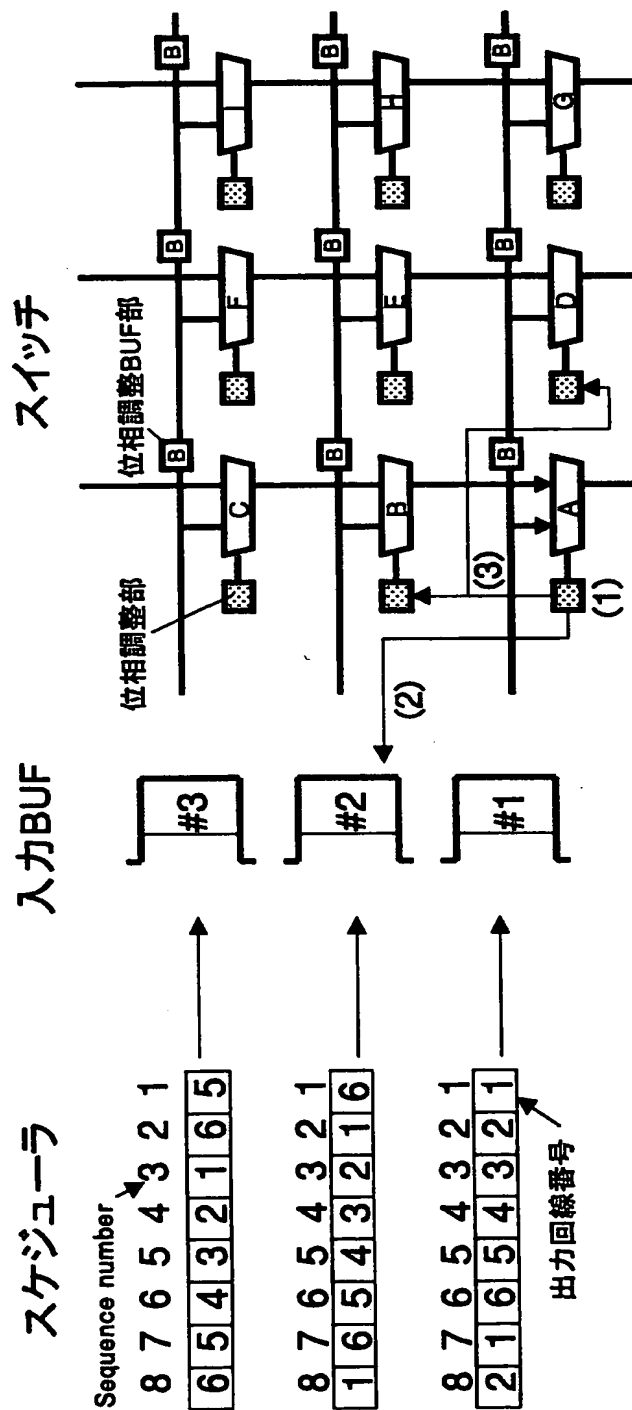 スケジューラ
入力BUF
スイッチ
Sequence number
8 7 6 5 4 3 2 1
6 5 4 3 2 1 6 5
#3
位相調整部
位相調整BUF部
B
B
B
C
F
I
8 7 6 5 4 3 2 1
1 6 5 4 3 2 1 6
#2
(2)
B
B
B
B
E
H
(3)
8 7 6 5 4 3 2 1
2 1 6 5 4 3 2 1
出力回線番号
#1
(1)
B
B
B
A
D
G